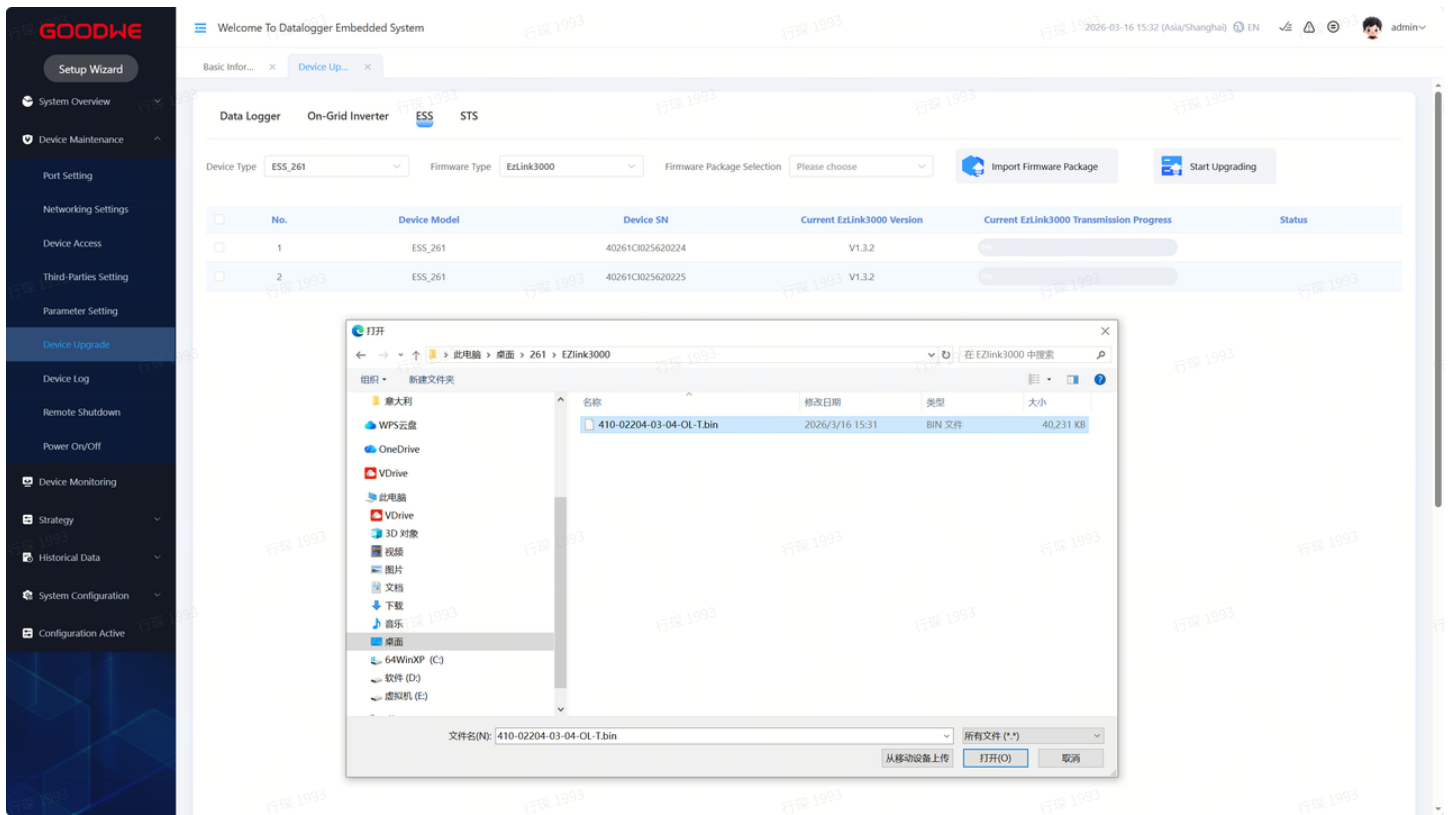 GOODWE
Welcome To Datalogger Embedded System
2026-03-16 15:32 (Asia/Shanghai) EN admin
Setup Wizard
Basic Infor... × Device Up... ×
System Overview
Device Maintenance
Port Setting
Networking Settings
Device Access
Third-Parties Setting
Parameter Setting
Device Upgrade
Device Log
Remote Shutdown
Power On/Off
Device Monitoring
Strategy
Historical Data
System Configuration
Configuration Active
Data Logger On-Grid Inverter ESS STS
Device Type ESS_261 Firmware Type EzLink3000 Firmware Package Selection Please choose Import Firmware Package Start Upgrading
No. Device Model Device SN Current EzLink3000 Version Current EzLink3000 Transmission Progress Status
1 ESS_261 40261CI025620224 V1.3.2 0%
2 ESS_261 40261CI025620225 V1.3.2 0%
打开
此电脑 › 桌面 › 261 › EZlink3000 在 EZlink3000 中搜索
组织 新建文件夹
意大利
WPS云盘
OneDrive
VDrive
此电脑
VDrive
3D 对象
视频
图片
文档
下载
音乐
桌面
64WinXP (C:)
软件 (D:)
虚拟机 (E:)
名称 修改日期 类型 大小
410-02204-03-04-OL-T.bin 2026/3/16 15:31 BIN 文件 40,231 KB
文件名(N): 410-02204-03-04-OL-T.bin 所有文件 (*.*)
从移动设备上传 打开(O) 取消
行琛 1993